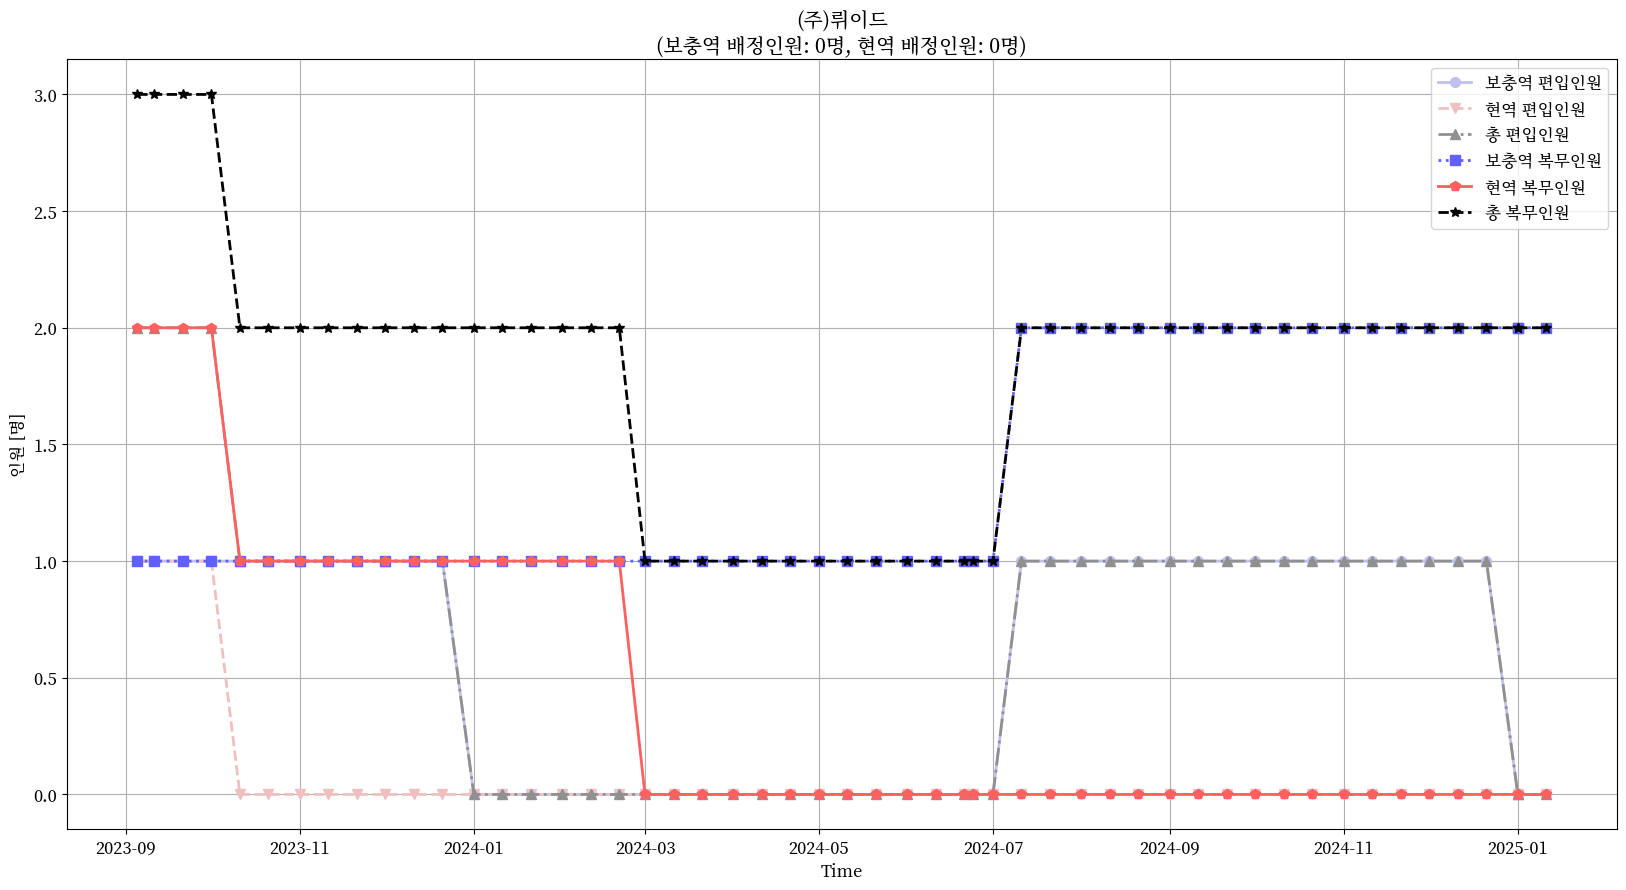 (주)뤼이드
(보충역 배정인원: 0명, 현역 배정인원: 0명)
보충역 편입인원
현역 편입인원
총 편입인원
보충역 복무인원
현역 복무인원
총 복무인원
인원 [명]
3.0
2.5
2.0
1.5
1.0
0.5
0.0
2023-09
2023-11
2024-01
2024-03
2024-05
2024-07
2024-09
2024-11
2025-01
Time